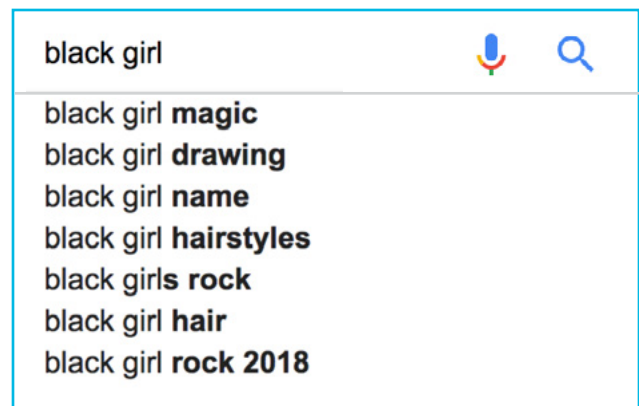 black girl
black girl magic
black girl drawing
black girl name
black girl hairstyles
black girls rock
black girl hair
black girl rock 2018